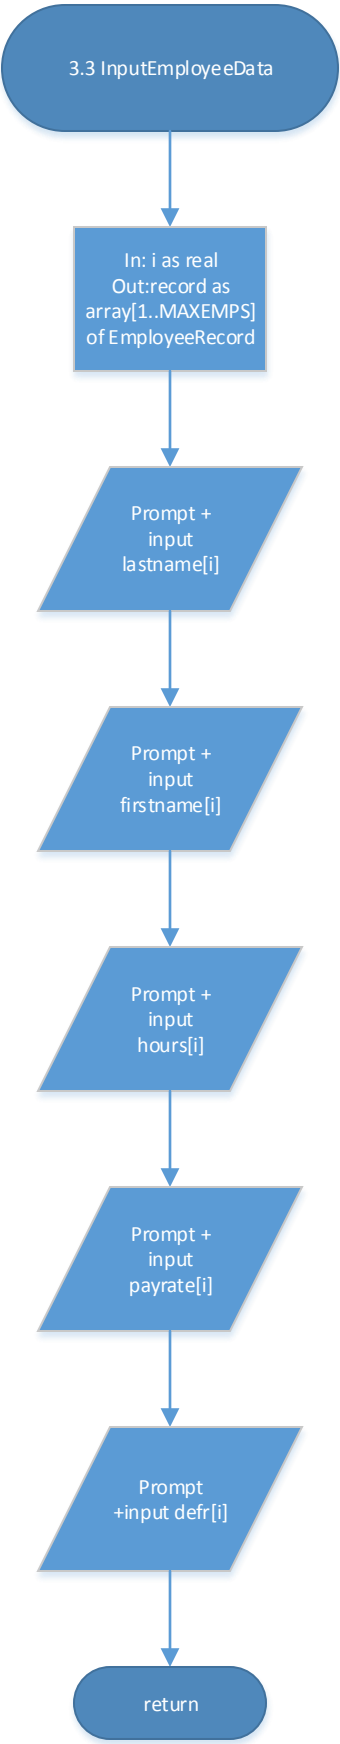 3.3 InputEmployeeData
In: i as real
Out:record as
array[1..MAXEMPS]
of EmployeeRecord
Prompt +
input
lastname[i]
Prompt +
input
firstname[i]
Prompt +
input
hours[i]
Prompt +
input
payrate[i]
Prompt
+input defr[i]
return